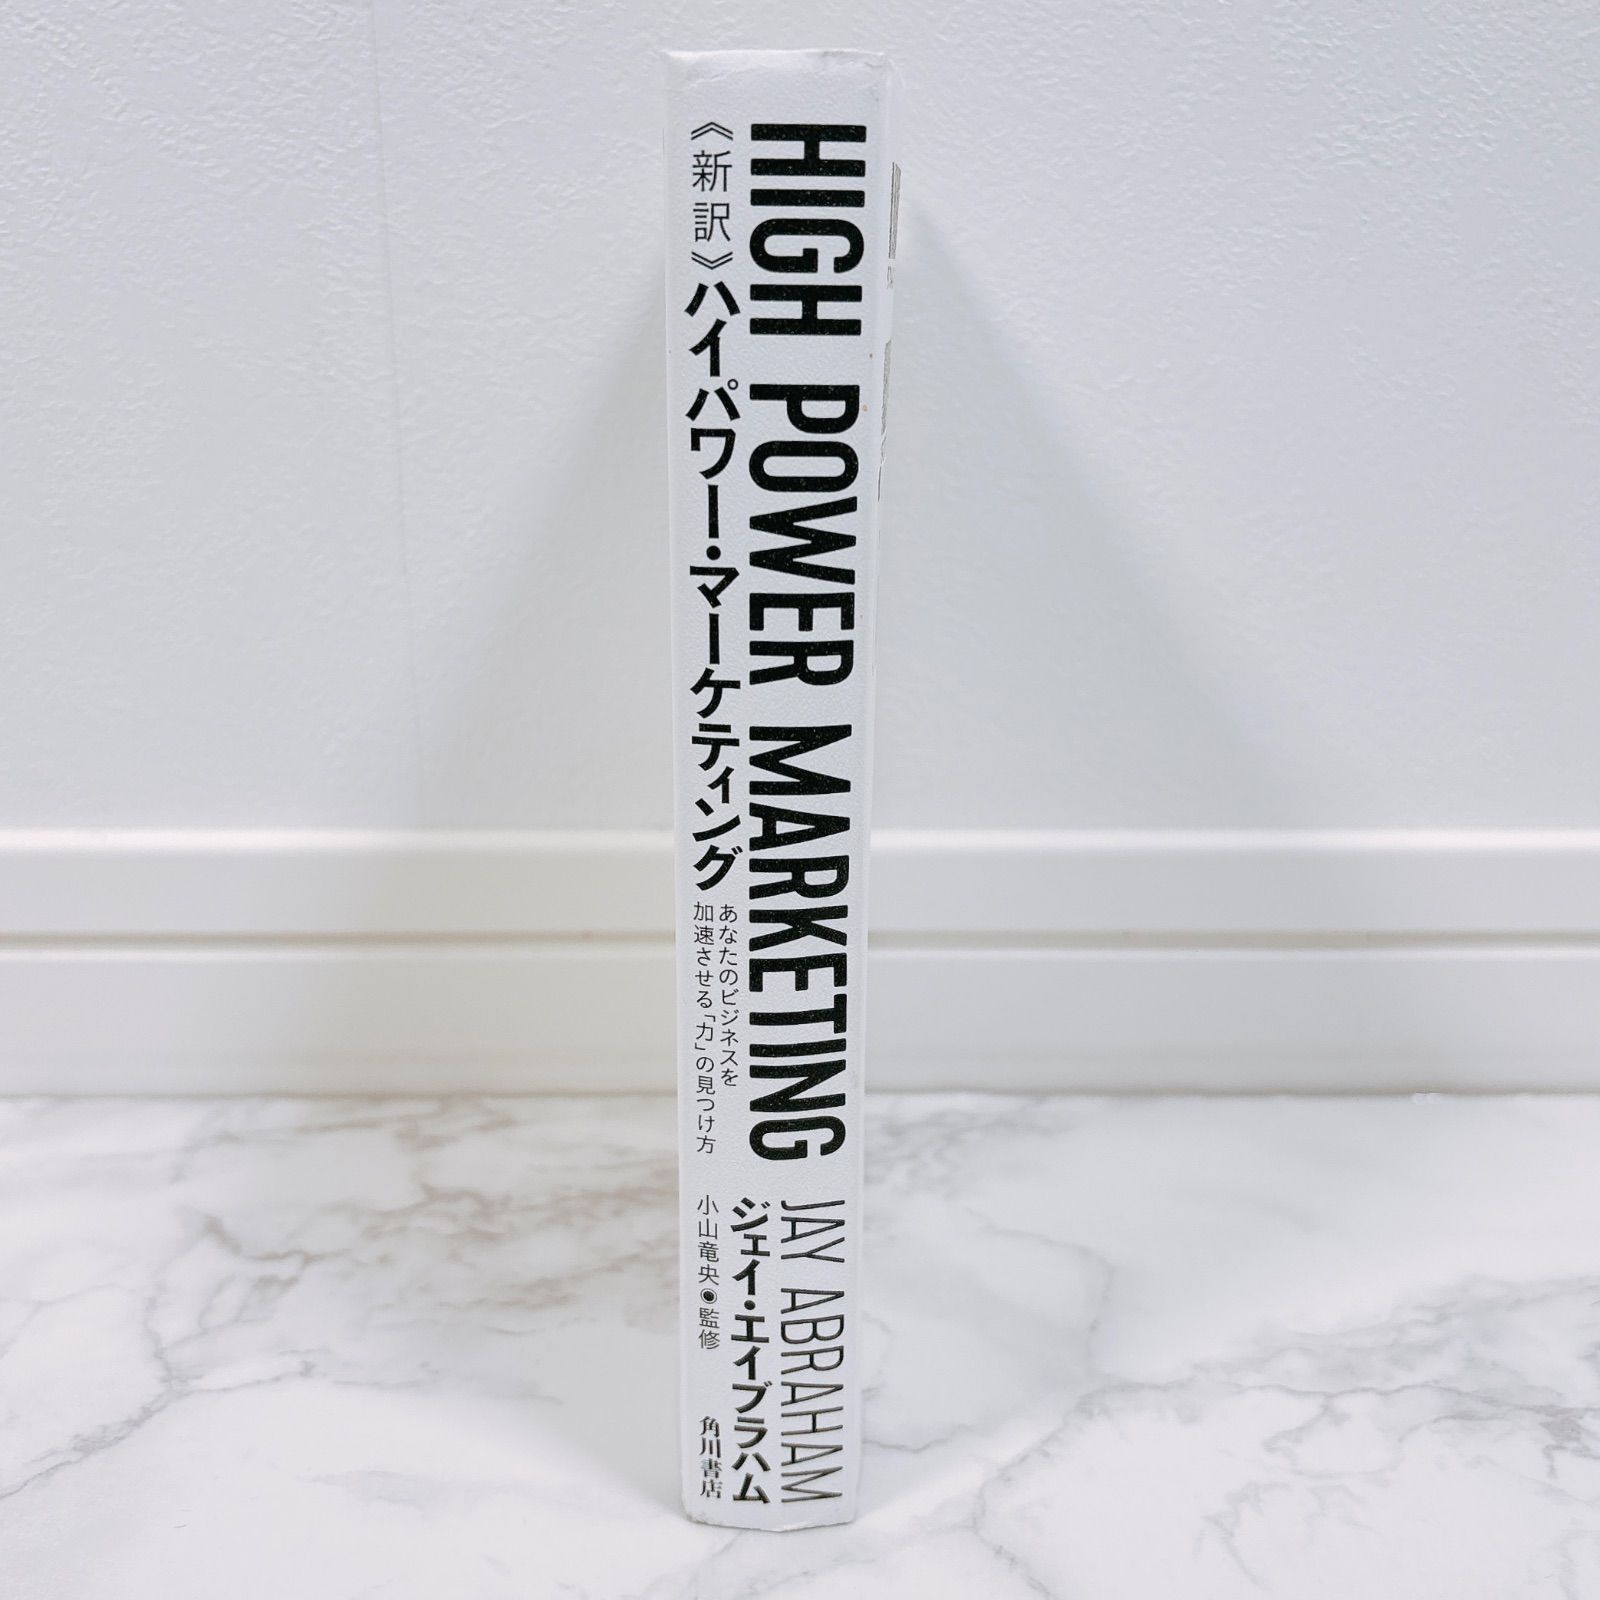 HIGH POWER MARKETING
《新訳》ハイパワー・マーケティング
あなたのビジネスを
加速させる「力」の見つけ方
JAY ABRAHAM
ジェイ・エイブラハム
小山竜央◉監修
角川書店